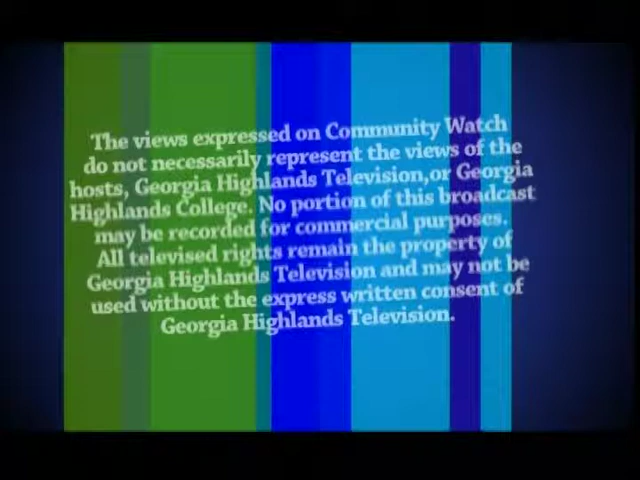 The views expressed on Community Watch
do not necessarily represent the views of the
hosts, Georgia Highlands Television,or Georgia
Highlands College. No portion of this broadcast
may be recorded for commercial purposes.
All televised rights remain the property of
Georgia Highlands Television and may not be
used without the express written consent of
Georgia Highlands Television.